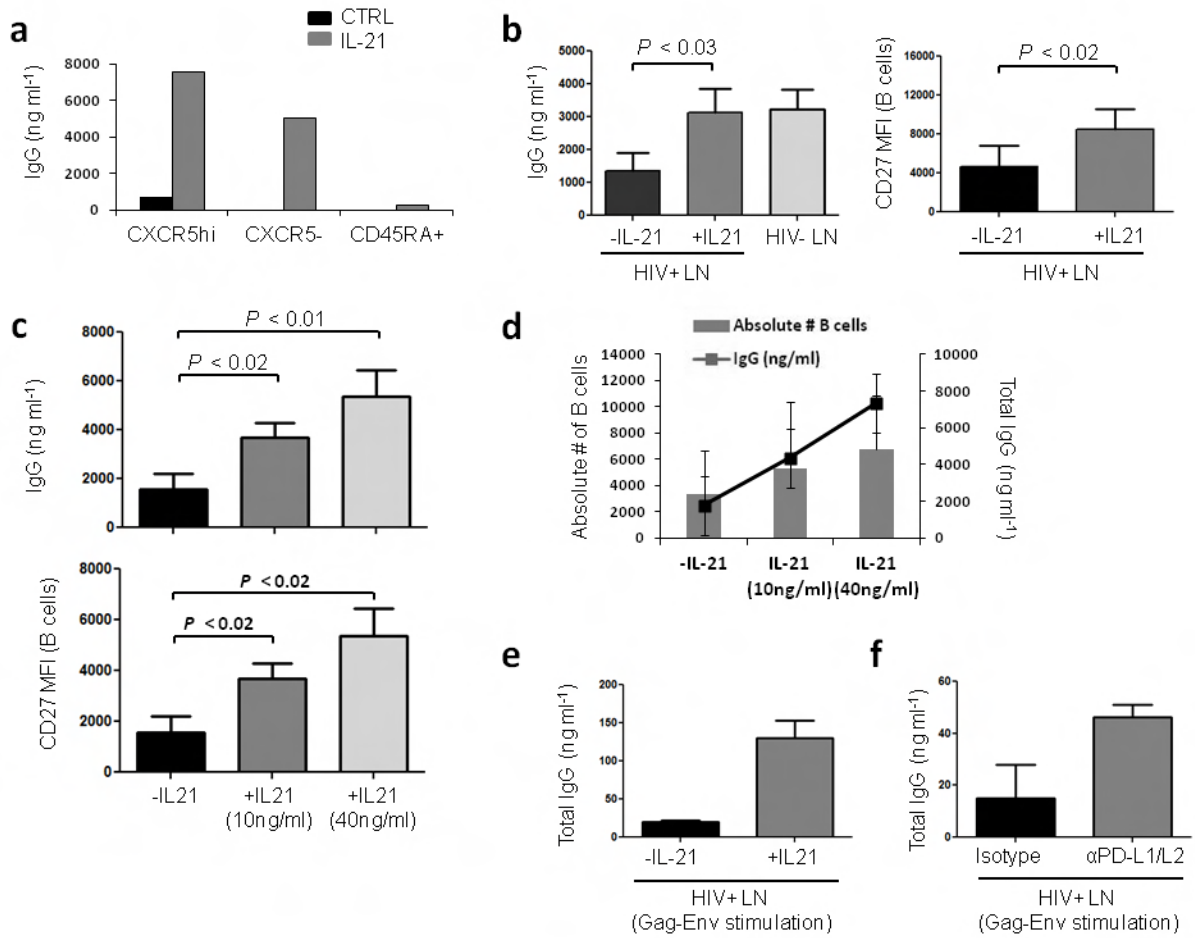 a
CTRL
IL-21
IgG (ng ml-1)
8000
6000
4000
2000
0
CXCR5hi CXCR5- CD45RA+
b
P < 0.03
IgG (ng ml-1)
5000
4000
3000
2000
1000
0
-IL-21 +IL21 HIV- LN
HIV+ LN
P < 0.02
CD27 MFI (B cells)
16000
12000
8000
4000
0
-IL-21 +IL21
HIV+ LN
c
P < 0.01
P < 0.02
IgG (ng ml-1)
8000
6000
4000
2000
0
P < 0.02
P < 0.02
CD27 MFI (B cells)
8000
6000
4000
2000
0
-IL21 +IL21 +IL21
(10ng/ml) (40ng/ml)
d
Absolute # B cells
IgG (ng/ml)
Absolute # of B cells
14000
12000
10000
8000
6000
4000
2000
0
10000
8000
6000
4000
2000
0
Total IgG (ng ml-1)
-IL-21 IL-21 IL-21
(10ng/ml) (40ng/ml)
e
Total IgG (ng ml-1)
200
150
100
50
0
-IL-21 +IL21
HIV+ LN
(Gag-Env stimulation)
f
Total IgG (ng ml-1)
60
40
20
0
Isotype αPD-L1/L2
HIV+ LN
(Gag-Env stimulation)